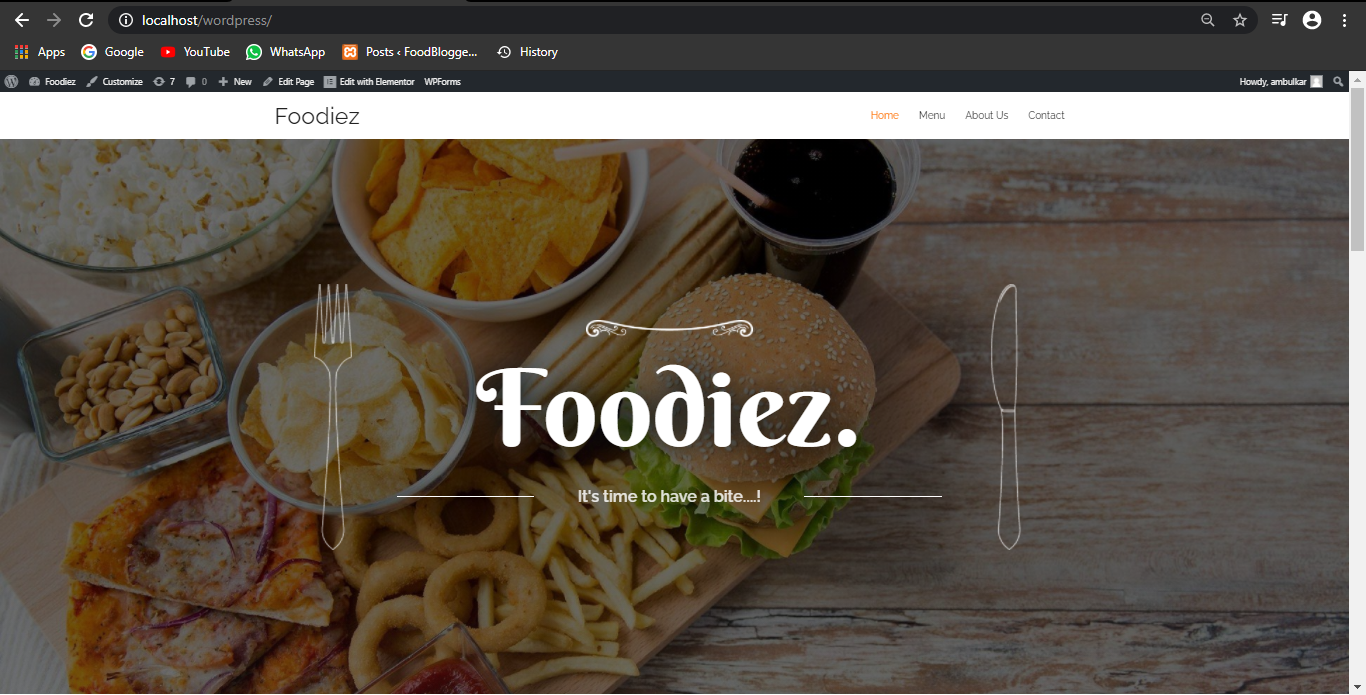 localhost/wordpress/
Apps Google YouTube WhatsApp Posts ‹ FoodBlogge... History
Foodiez Customize 7 0 New Edit Page Edit with Elementor WPForms Howdy, ambulkar
Foodiez Home Menu About Us Contact
Foodiez.
It's time to have a bite....!